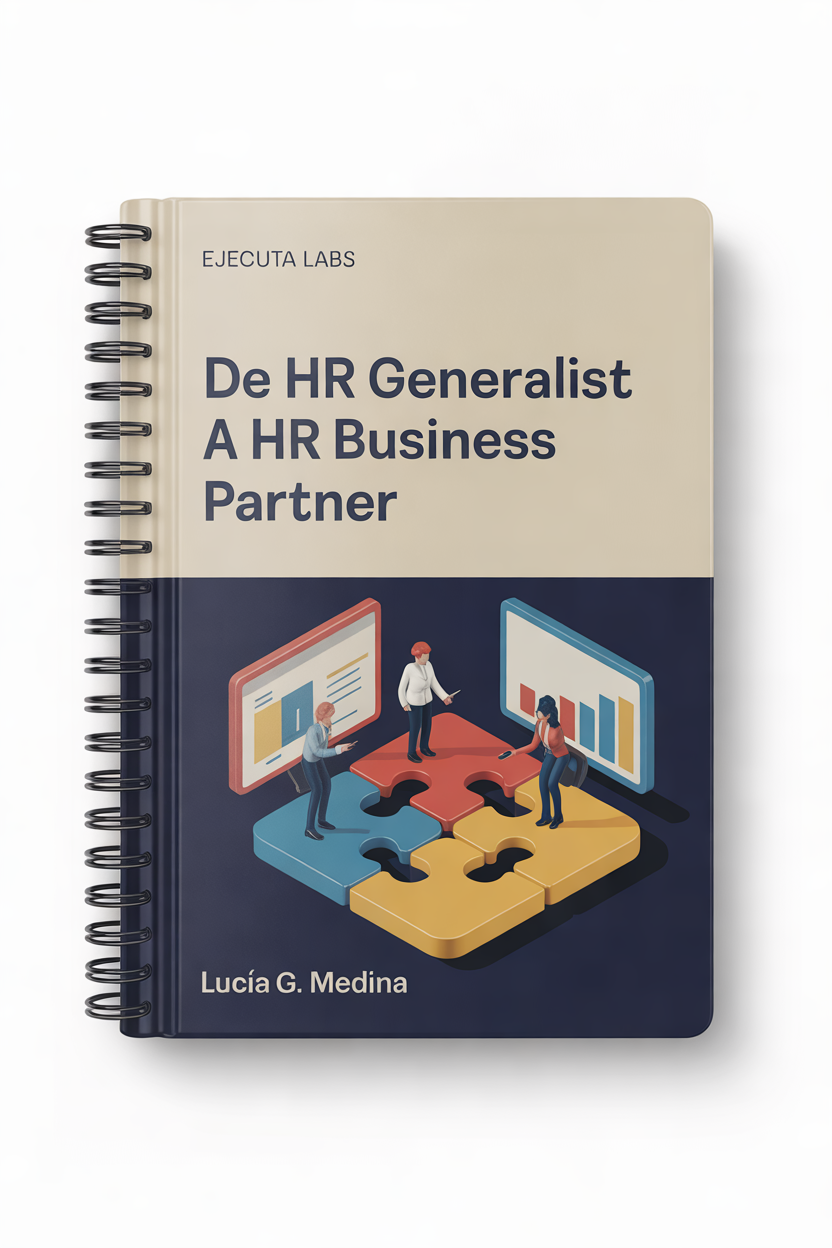 EJECUTA LABS
De HR Generalist
A HR Business
Partner
Lucía G. Medina